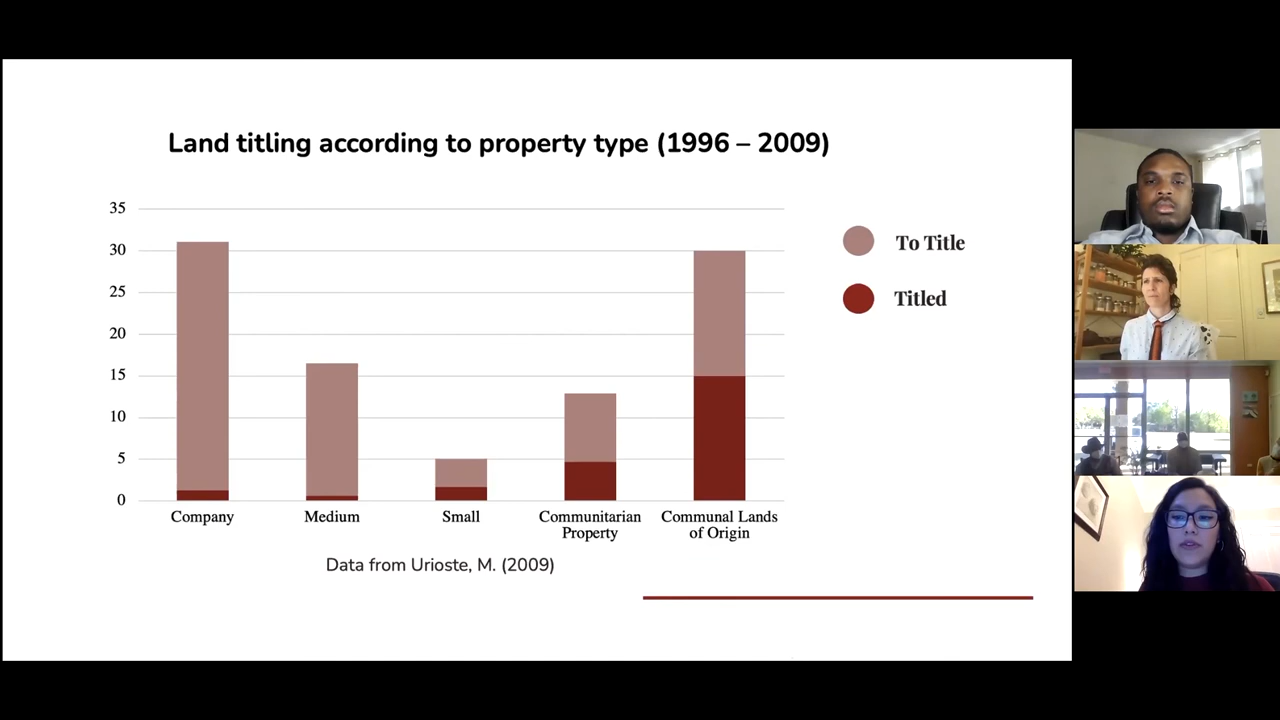 Land titling according to property type (1996 – 2009)
35
30
25
20
15
10
5
0
To Title
Titled
Company
Medium
Small
Communitarian
Property
Communal Lands
of Origin
Data from Urioste, M. (2009)